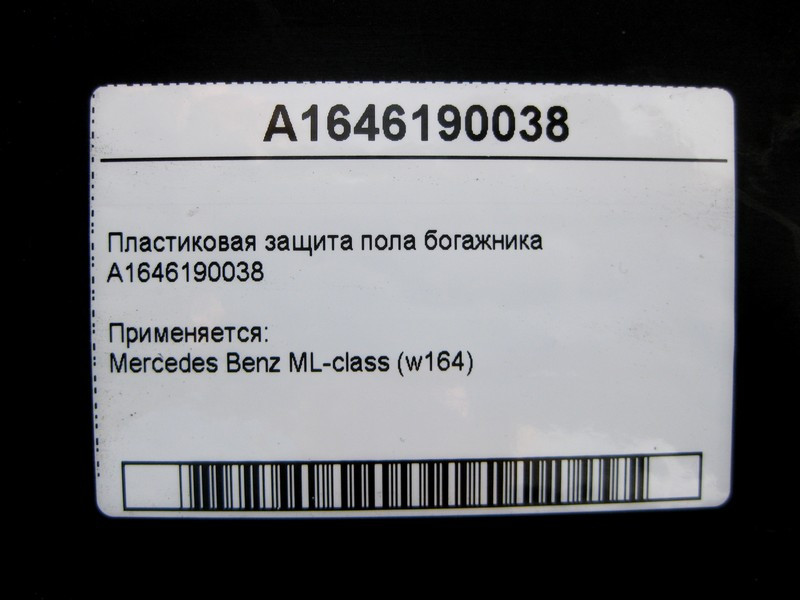 A1646190038
Пластиковая защита пола богажника
A1646190038
Применяется:
Mercedes Benz ML-class (w164)